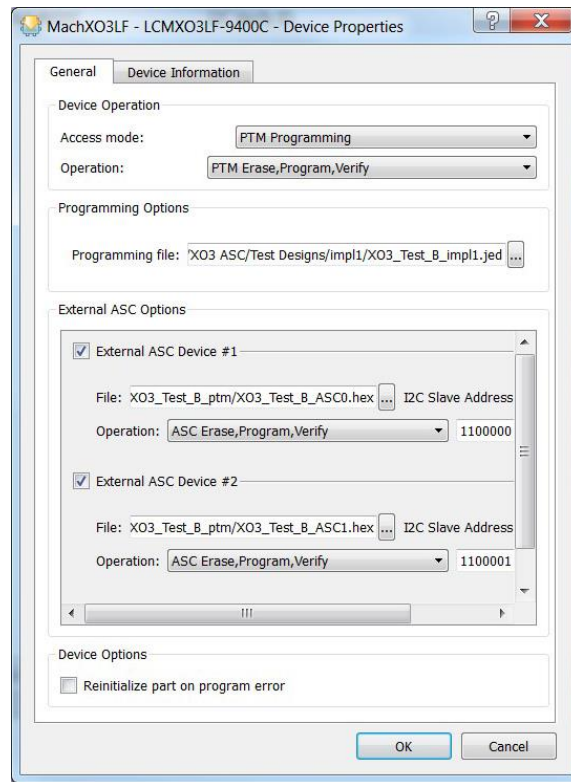 MachXO3LF - LCMXO3LF-9400C - Device Properties
General Device Information
Device Operation
Access mode: PTM Programming
Operation: PTM Erase,Program,Verify
Programming Options
Programming file: 'XO3 ASC/Test Designs/impl1/XO3_Test_B_impl1.jed ...
External ASC Options
External ASC Device #1
File: XO3_Test_B_ptm/XO3_Test_B_ASC0.hex ... I2C Slave Address
Operation: ASC Erase,Program,Verify 1100000
External ASC Device #2
File: XO3_Test_B_ptm/XO3_Test_B_ASC1.hex ... I2C Slave Address
Operation: ASC Erase,Program,Verify 1100001
Device Options
Reinitialize part on program error
OK Cancel